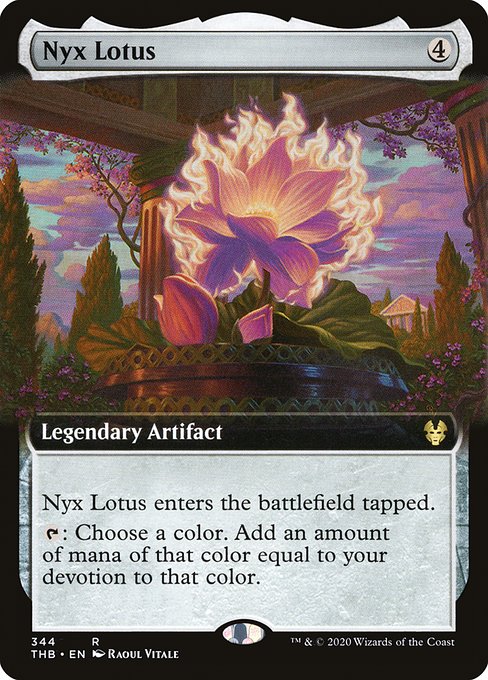 Nyx Lotus 4
Legendary Artifact
Nyx Lotus enters the battlefield tapped.
: Choose a color. Add an amount
of mana of that color equal to your
devotion to that color.
344 R
THB • EN Raoul Vitale
™ & © 2020 Wizards of the Coast